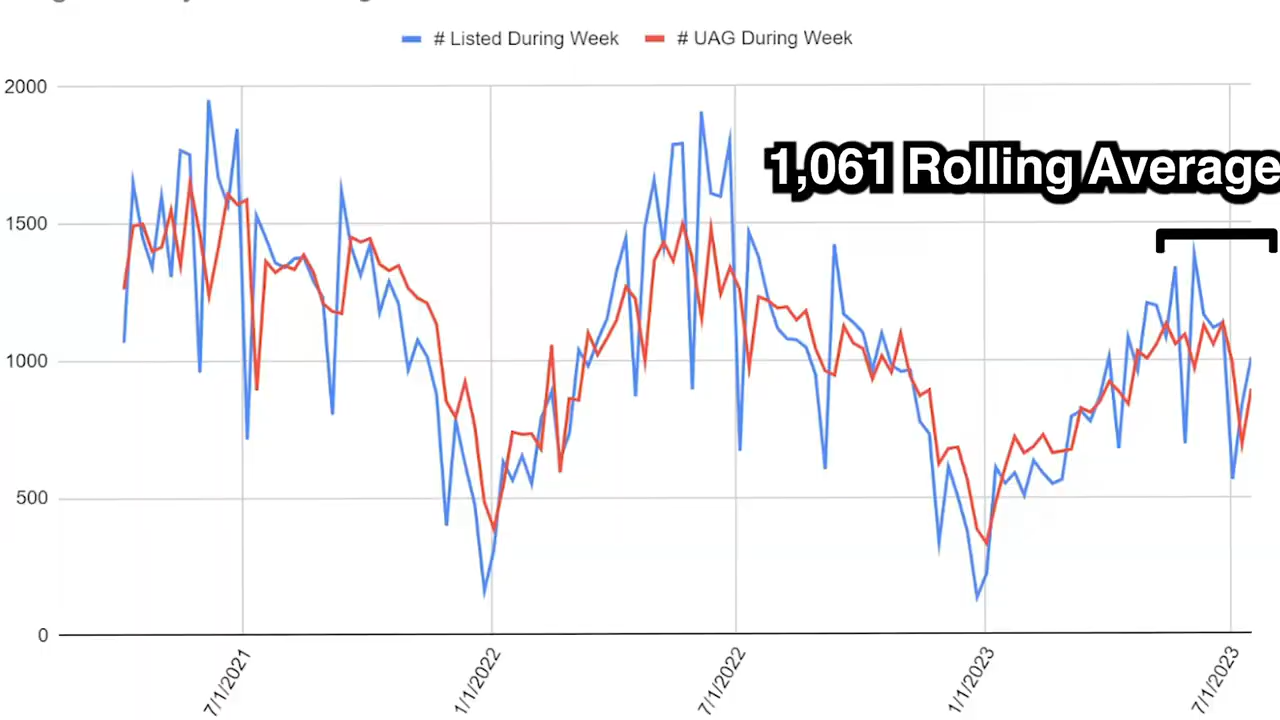 # Listed During Week # UAG During Week
2000
1,061 Rolling Average
1500
1000
500
0
7/1/2021 1/1/2022 7/1/2022 1/1/2023 7/1/2023